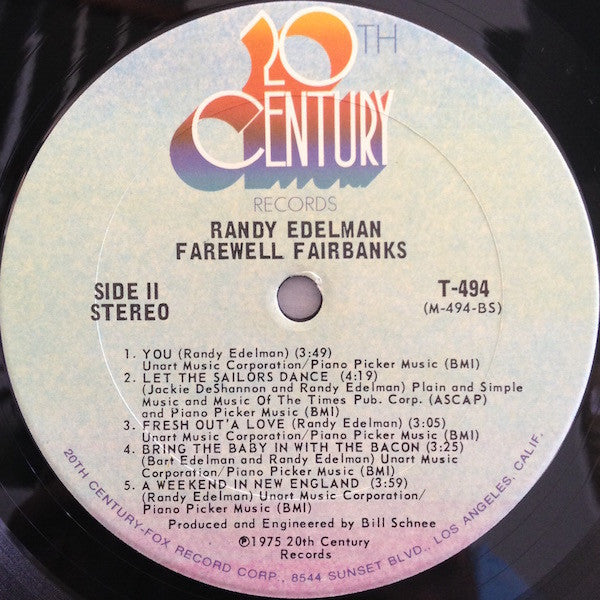 20TH
CENTURY
RECORDS
RANDY EDELMAN
FAREWELL FAIRBANKS
SIDE II
STEREO
T-494
(M-494-BS)
1. YOU (Randy Edelman) (3:49)
Unart Music Corporation/Piano Picker Music (BMI)
2. LET THE SAILORS DANCE (4:19)
(Jackie DeShannon and Randy Edelman) Plain and Simple
Music and Music Of The Times Pub. Corp. (ASCAP)
and Piano Picker Music (BMI)
3. FRESH OUT'A LOVE (Randy Edelman) (3:05)
Unart Music Corporation/Piano Picker Music (BMI)
4. BRING THE BABY IN WITH THE BACON (3:25)
(Bart Edelman and Randy Edelman) Unart Music
Corporation/Piano Picker Music (BMI)
5. A WEEKEND IN NEW ENGLAND (3:59)
(Randy Edelman) Unart Music Corporation/
Piano Picker Music (BMI)
Produced and Engineered by Bill Schnee
℗1975 20th Century
Records
20TH CENTURY-FOX RECORD CORP., 8544 SUNSET BLVD., LOS ANGELES, CALIF.